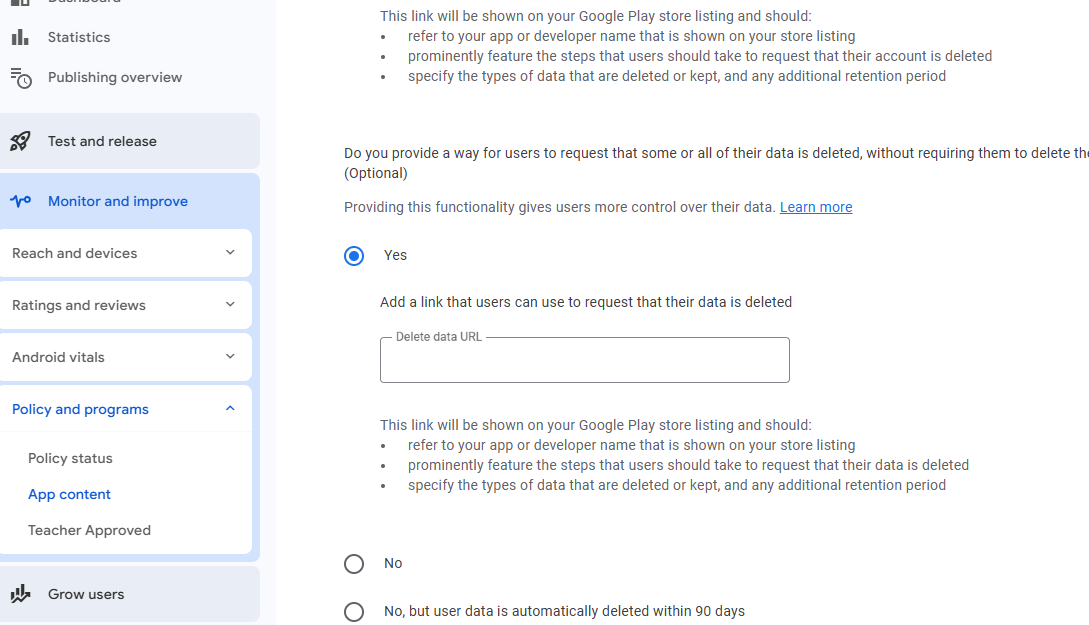 Dashboard
Statistics
Publishing overview
Test and release
Monitor and improve
Reach and devices
Ratings and reviews
Android vitals
Policy and programs
Policy status
App content
Teacher Approved
Grow users
This link will be shown on your Google Play store listing and should:
• refer to your app or developer name that is shown on your store listing
• prominently feature the steps that users should take to request that their account is deleted
• specify the types of data that are deleted or kept, and any additional retention period
Do you provide a way for users to request that some or all of their data is deleted, without requiring them to delete
(Optional)
Providing this functionality gives users more control over their data. Learn more
Yes
Add a link that users can use to request that their data is deleted
Delete data URL
This link will be shown on your Google Play store listing and should:
• refer to your app or developer name that is shown on your store listing
• prominently feature the steps that users should take to request that their data is deleted
• specify the types of data that are deleted or kept, and any additional retention period
No
No, but user data is automatically deleted within 90 days